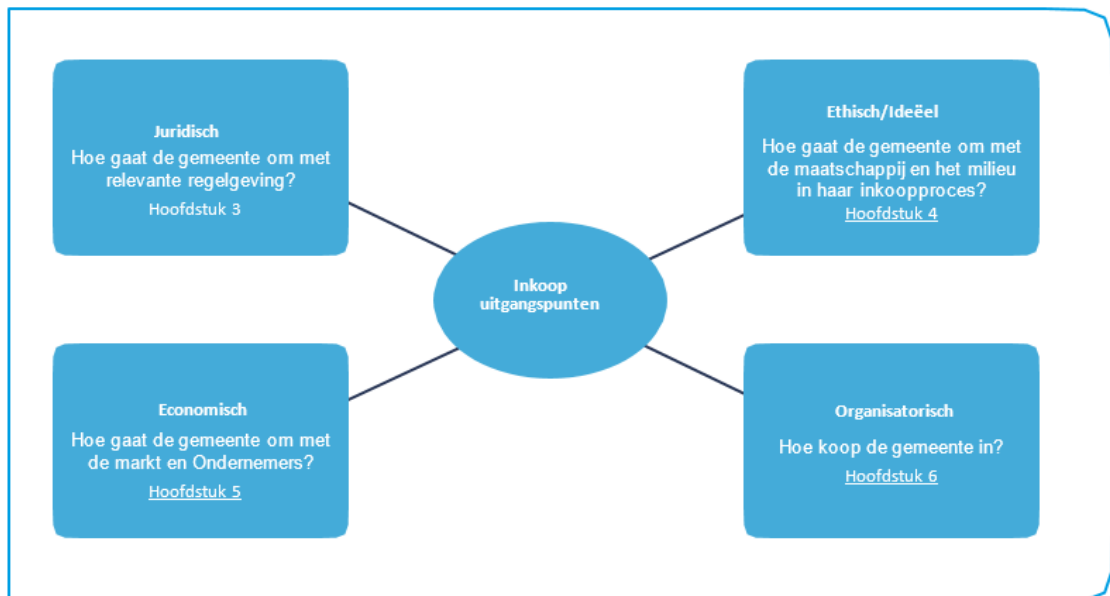 Juridisch
Hoe gaat de gemeente om met
relevante regelgeving?
Hoofdstuk 3
Ethisch/Ideëel
Hoe gaat de gemeente om met
de maatschappij en het milieu
in haar inkoopproces?
Hoofdstuk 4
Inkoop
uitgangspunten
Economisch
Hoe gaat de gemeente om met
de markt en Ondernemers?
Hoofdstuk 5
Organisatorisch
Hoe koop de gemeente in?
Hoofdstuk 6